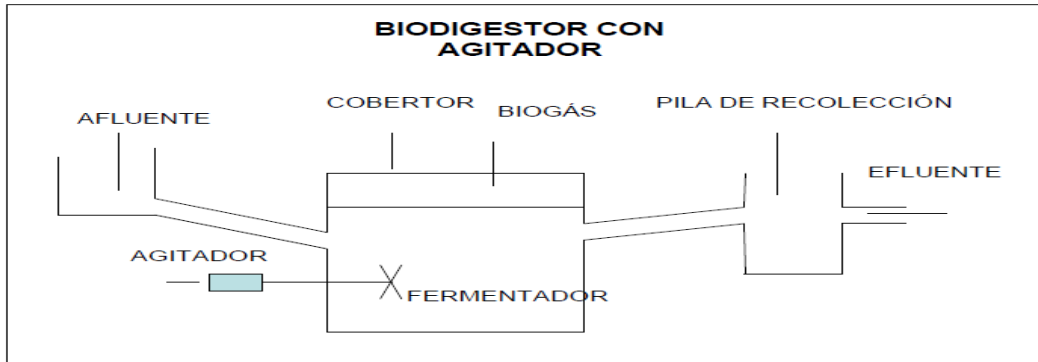 BIODIGESTOR CON
AGITADOR
COBERTOR
PILA DE RECOLECCIÓN
BIOGÁS
AFLUENTE
EFLUENTE
AGITADOR
FERMENTADOR